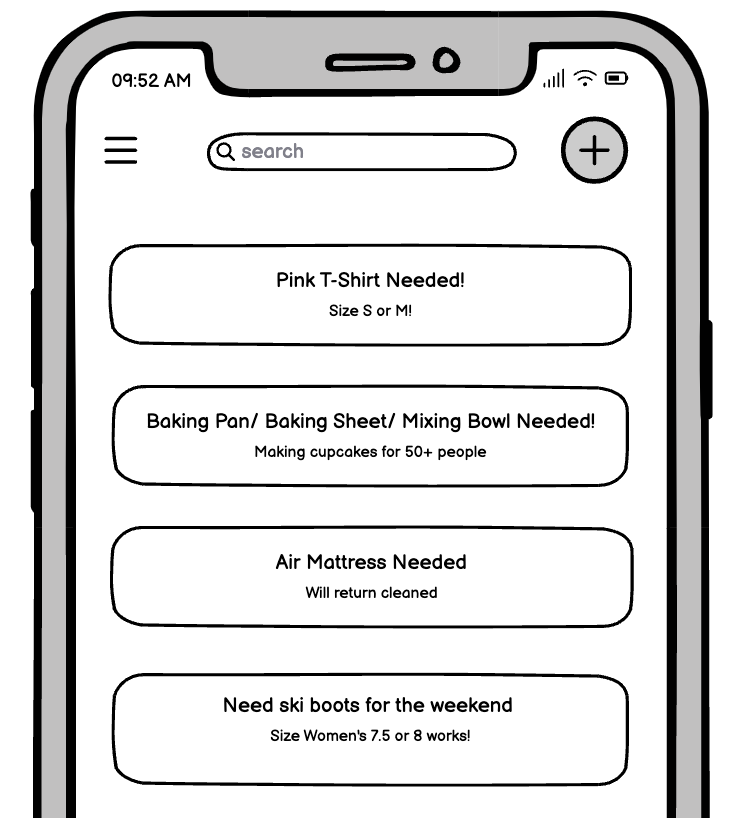 09:52 AM
search
Pink T-Shirt Needed!
Size S or M!
Baking Pan/ Baking Sheet/ Mixing Bowl Needed!
Making cupcakes for 50+ people
Air Mattress Needed
Will return cleaned
Need ski boots for the weekend
Size Women's 7.5 or 8 works!